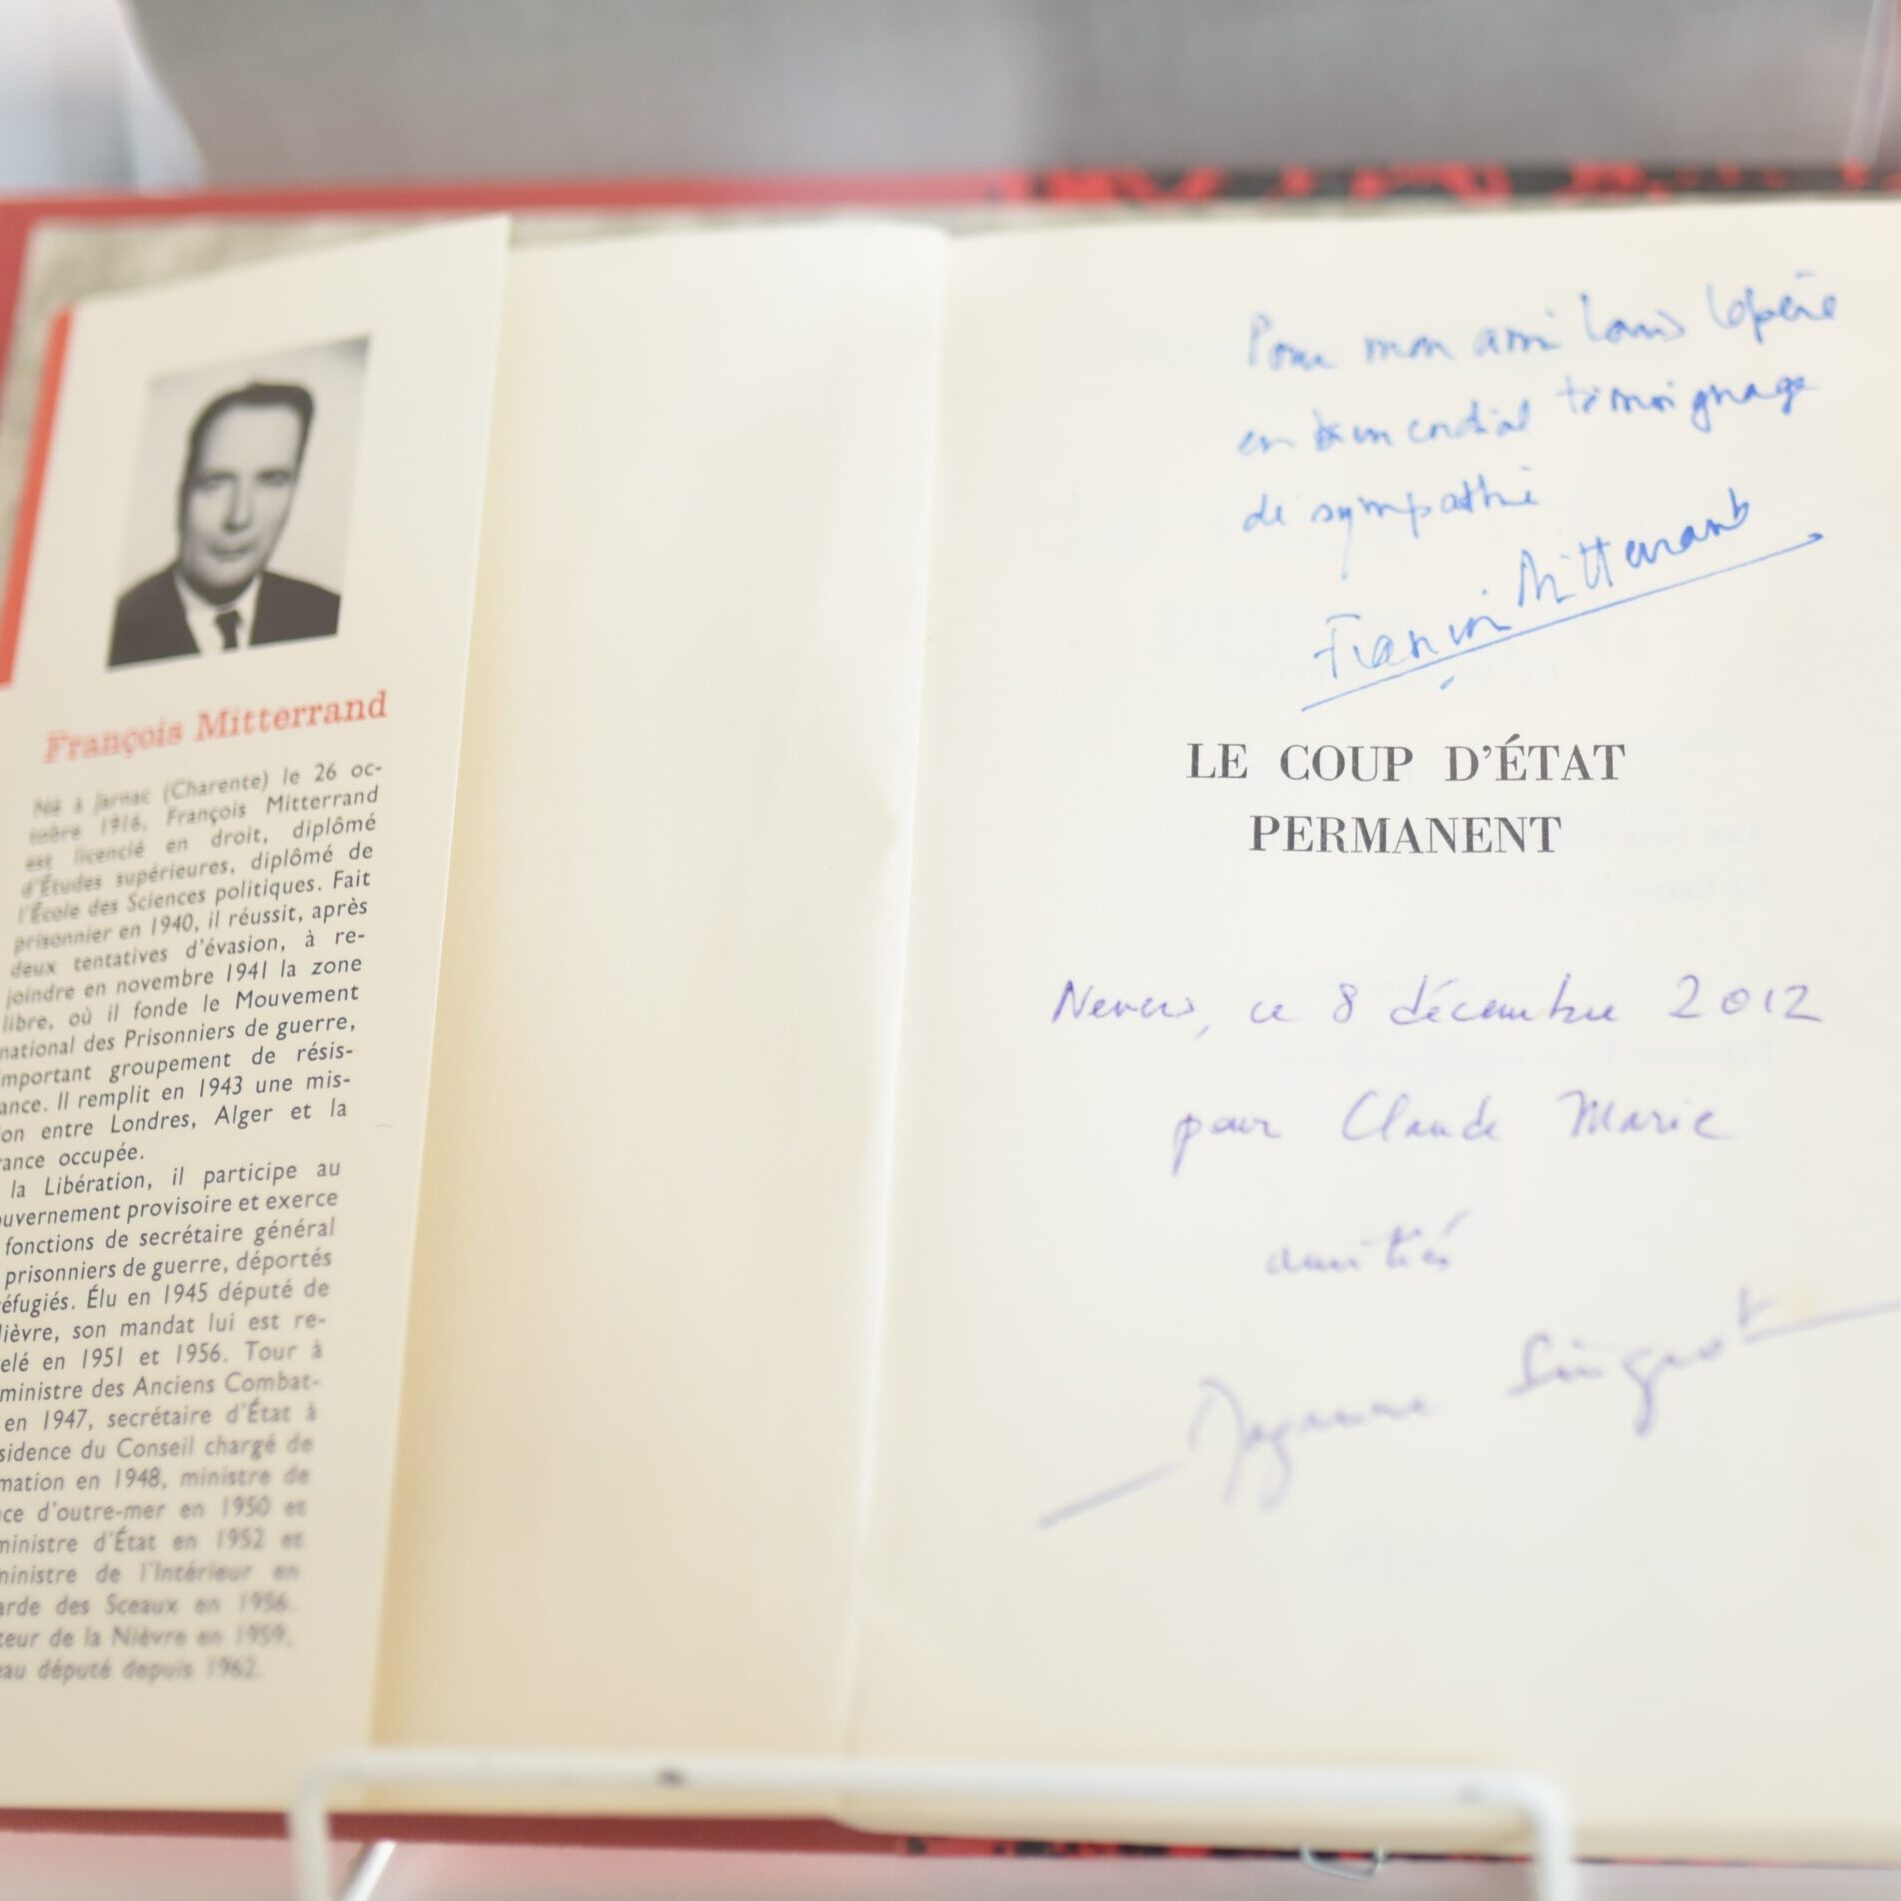 François Mitterrand
Né à Jarnac (Charente) le 26 oc-
tobre 1916, François Mitterrand
est licencié en droit, diplômé
d'Études supérieures, diplômé de
l'École des Sciences politiques. Fait
prisonnier en 1940, il réussit, après
deux tentatives d'évasion, à re-
joindre en novembre 1941 la zone
libre, où il fonde le Mouvement
national des Prisonniers de guerre,
important groupement de résis-
ance. Il remplit en 1943 une mis-
ion entre Londres, Alger et la
rance occupée.
la Libération, il participe au
ouvernement provisoire et exerce
fonctions de secrétaire général
prisonniers de guerre, déportés
éfugiés. Élu en 1945 député de
lièvre, son mandat lui est re-
elé en 1951 et 1956. Tour à
ministre des Anciens Combat-
en 1947, secrétaire d'État à
sidence du Conseil chargé de
mation en 1948, ministre de
ce d'outre-mer en 1950 et
ministre d'État en 1952 et
ministre de l'Intérieur en
arde des Sceaux en 1956.
teur de la Nièvre en 1959,
eau député depuis 1962.
Pour mon ami Louis
en un cordial témoignage
de sympathie
François Mitterrand
LE COUP D'ÉTAT
PERMANENT
Nevers, ce 8 décembre 2012
pour Claude Marie
amitiés